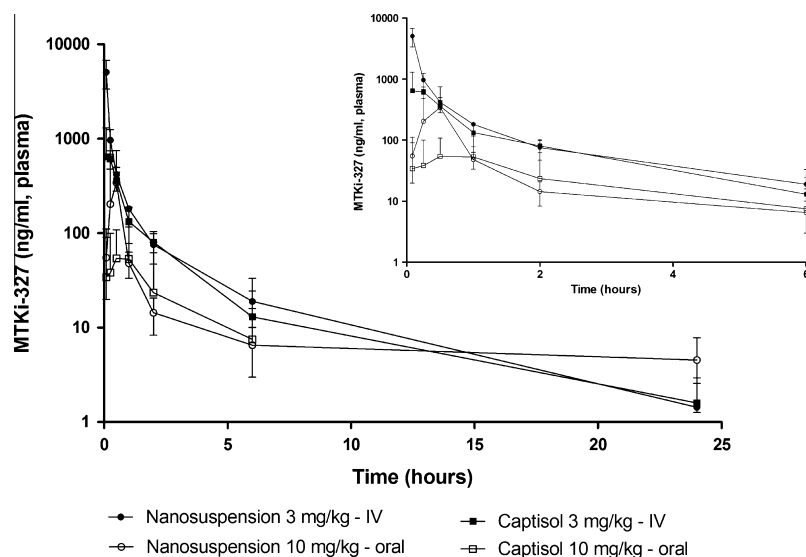 10000
1000
100
10
1
MTKi-327 (ng/ml, plasma)
0
5
10
15
20
25
Time (hours)
10000
1000
100
10
1
MTKi-327 (ng/ml, plasma)
0
2
4
6
Time (hours)
Nanosuspension 3 mg/kg - IV
Captisol 3 mg/kg - IV
Nanosuspension 10 mg/kg - oral
Captisol 10 mg/kg - oral